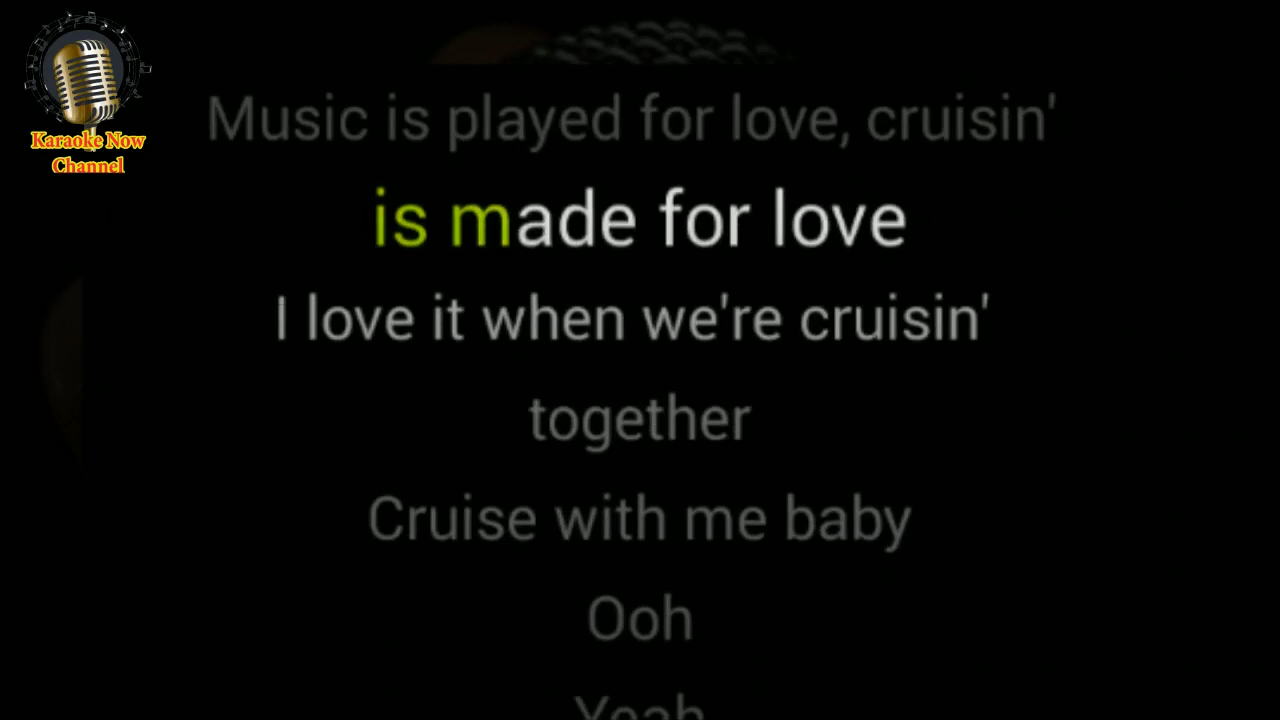 Karaoke Now
Channel
Music is played for love, cruisin'
is made for love
I love it when we're cruisin'
together
Cruise with me baby
Ooh
Yeah